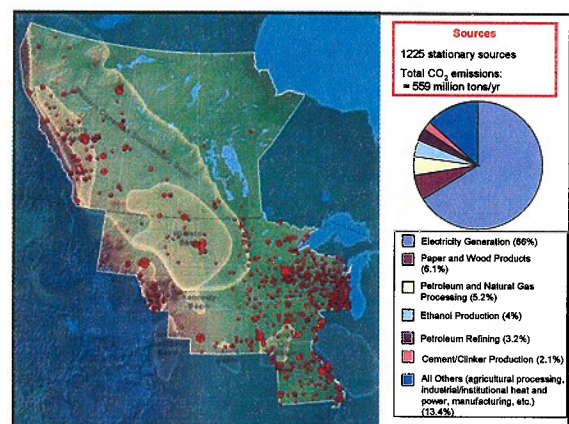 Sources
1225 stationary sources
Total CO₂ emissions:
≈ 559 million tons/yr
Electricity Generation (66%)
Paper and Wood Products
(6.1%)
Petroleum and Natural Gas
Processing (5.2%)
Ethanol Production (4%)
Petroleum Refining (3.2%)
Cement/Clinker Production (2.1%)
All Others (agricultural processing,
industrial/institutional heat and
power, manufacturing, etc.)
(13.4%)